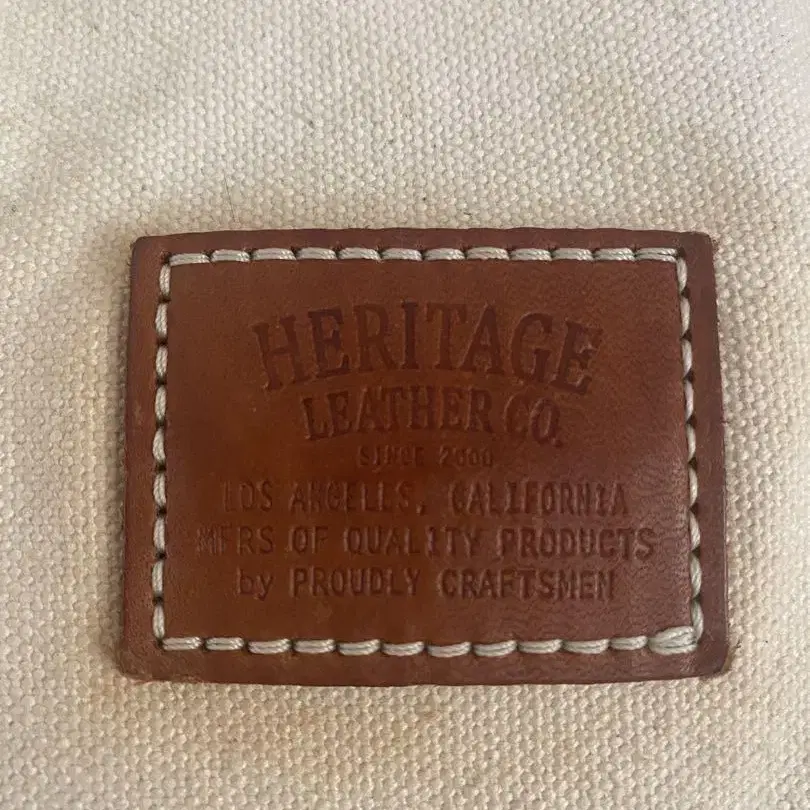 HERITAGE
LEATHER CO.
SINCE 2000
LOS ANGELES, CALIFORNIA
MFRS OF QUALITY PRODUCTS
by PROUDLY CRAFTSMEN